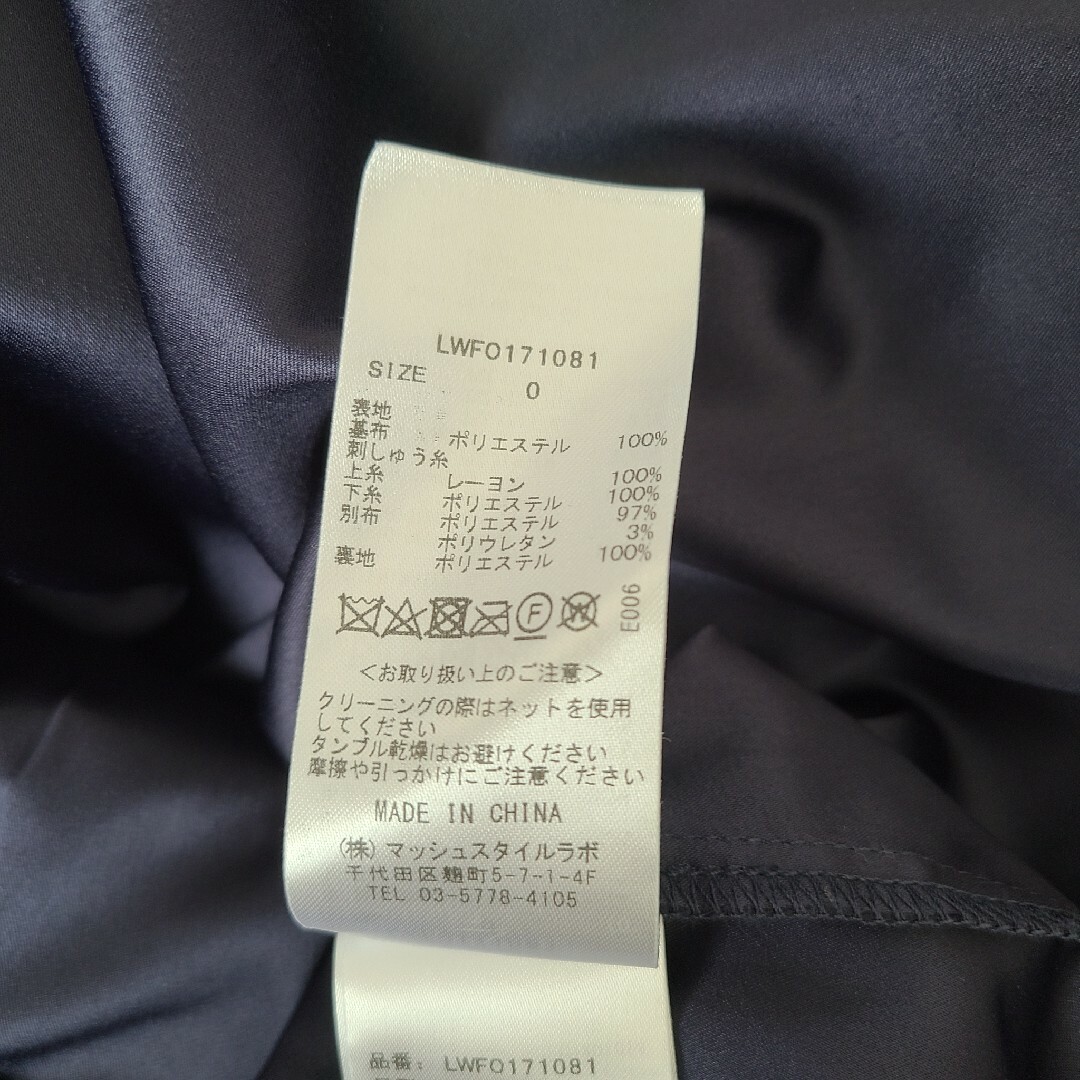 LWFO171081
SIZE 0
表地
基布 ポリエステル 100%
刺しゅう糸
上糸 レーヨン 100%
下糸 ポリエステル 100%
別布 ポリエステル 97%
ポリウレタン 3%
裏地 ポリエステル 100%
F W E006
<お取り扱い上のご注意>
クリーニングの際はネットを使用
してください
タンブル乾燥はお避けください
摩擦や引っかけにご注意ください
MADE IN CHINA
(株)マッシュスタイルラボ
千代田区麹町5-7-1-4F
TEL 03-5778-4105
品番: LWFO171081